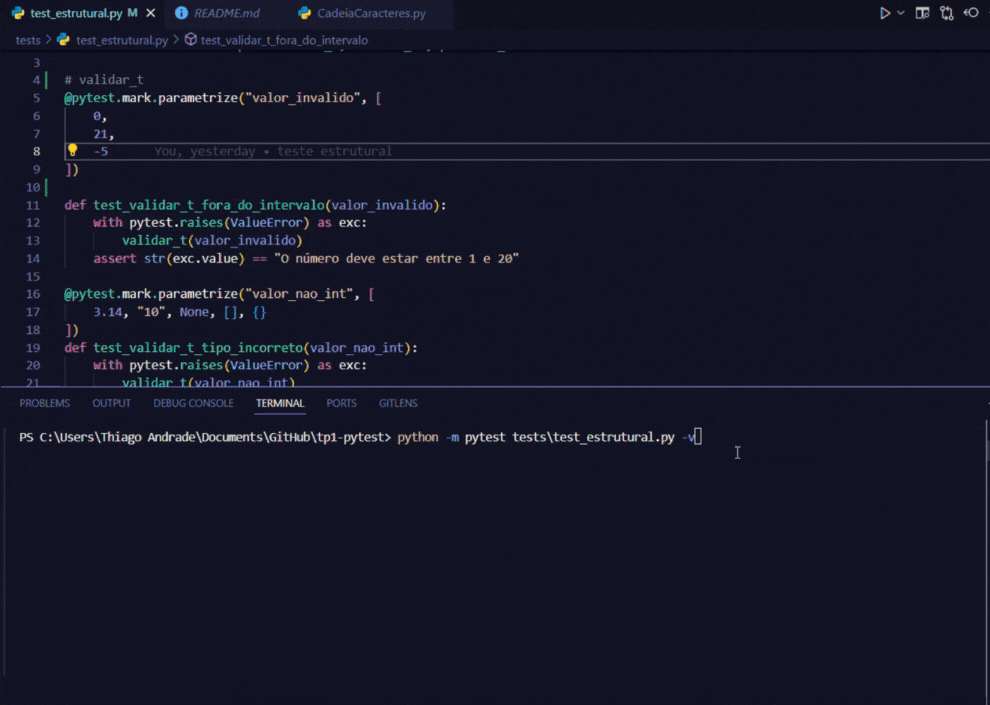 test_estrutural.py M
README.md
CadeiaCaracteres.py
tests > test_estrutural.py > test_validar_t_fora_do_intervalo
3
4 # validar_t
5 @pytest.mark.parametrize("valor_invalido", [
6 0,
7 21,
8 -5 You, yesterday • teste estrutural
9 ])
10
11 def test_validar_t_fora_do_intervalo(valor_invalido):
12 with pytest.raises(ValueError) as exc:
13 validar_t(valor_invalido)
14 assert str(exc.value) == "O número deve estar entre 1 e 20"
15
16 @pytest.mark.parametrize("valor_nao_int", [
17 3.14, "10", None, [], {}
18 ])
19 def test_validar_t_tipo_incorreto(valor_nao_int):
20 with pytest.raises(ValueError) as exc:
21 validar_t(valor_nao_int)
PROBLEMS OUTPUT DEBUG CONSOLE TERMINAL PORTS GITLENS
PS C:\Users\Thiago Andrade\Documents\GitHub\tp1-pytest> python -m pytest tests\test_estrutural.py -v